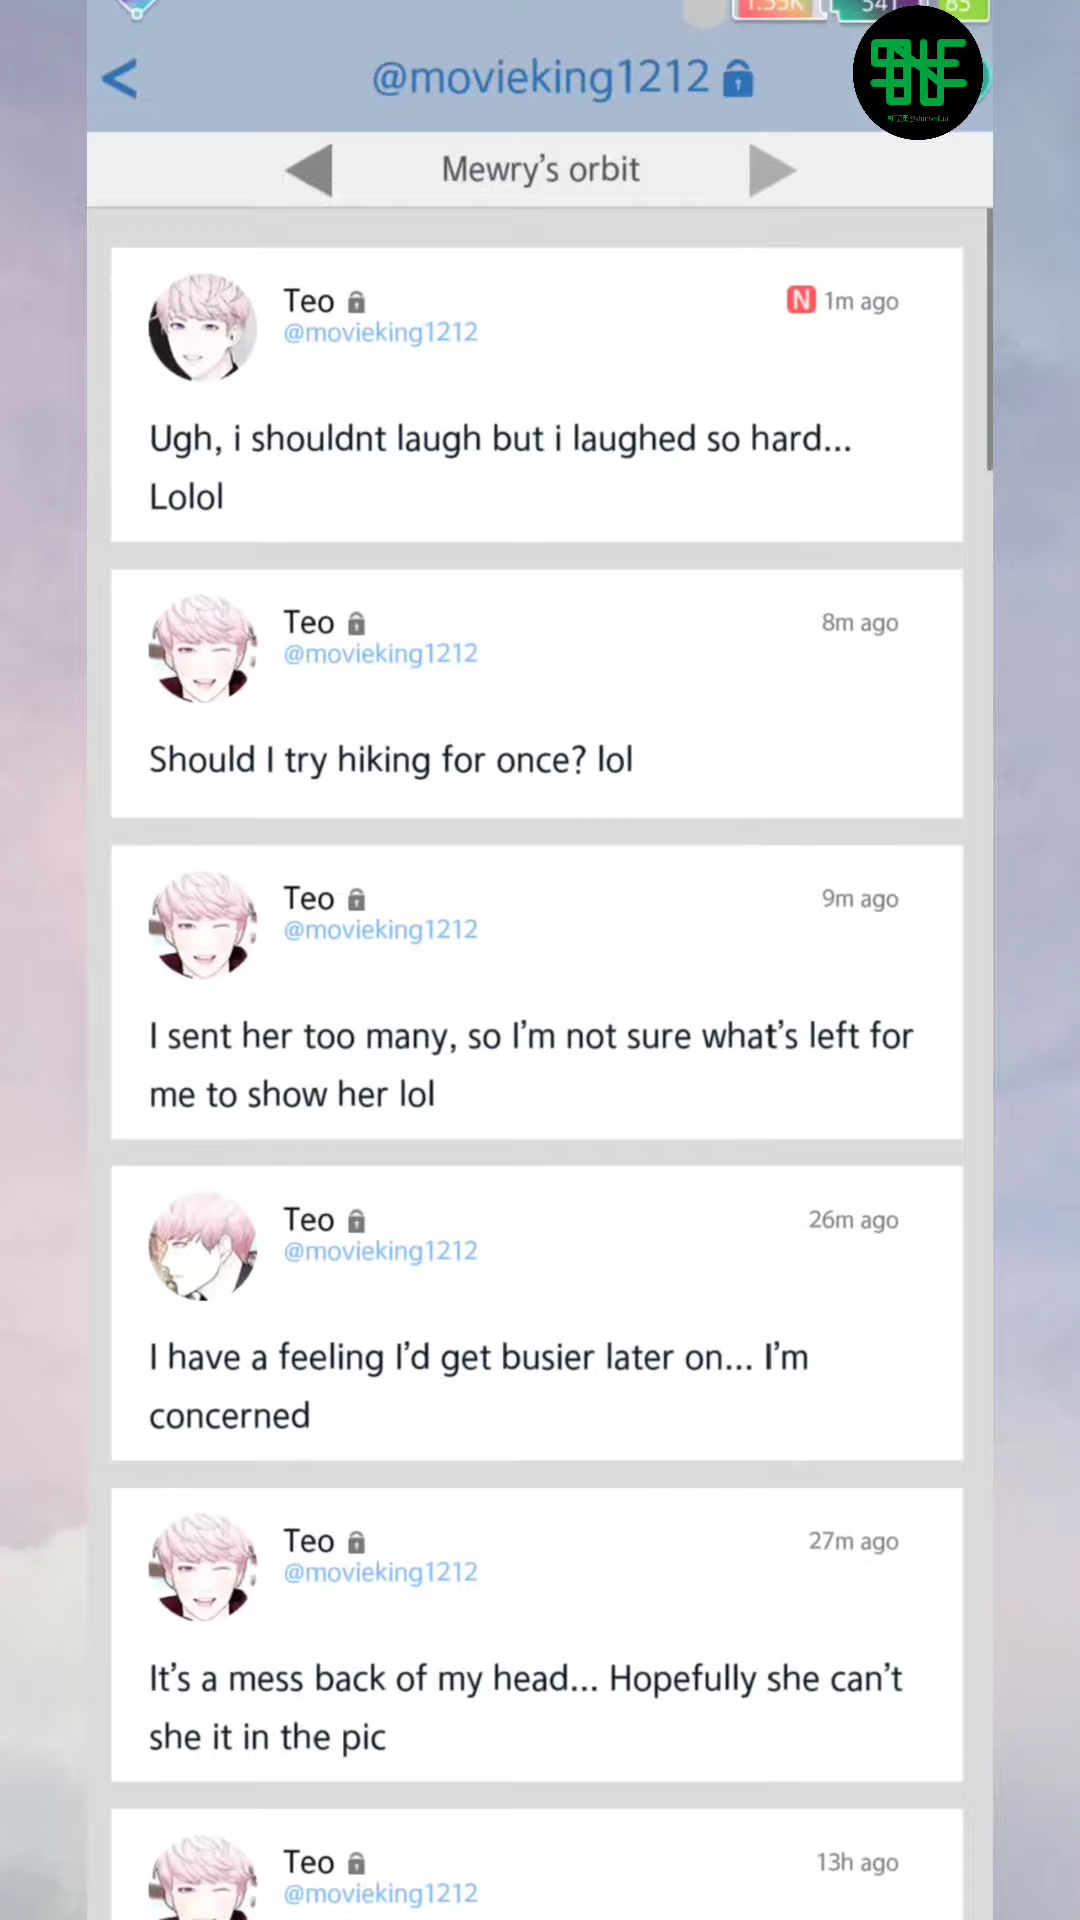 1.55K
541
85
<
@movieking1212
Mewry's orbit
Teo
N 1m ago
@movieking1212
Ugh, i shouldnt laugh but i laughed so hard...
Lolol
Teo
8m ago
@movieking1212
Should I try hiking for once? lol
Teo
9m ago
@movieking1212
I sent her too many, so I'm not sure what's left for
me to show her lol
Teo
26m ago
@movieking1212
I have a feeling I'd get busier later on... I'm
concerned
Teo
27m ago
@movieking1212
It's a mess back of my head... Hopefully she can't
she it in the pic
Teo
13h ago
@movieking1212